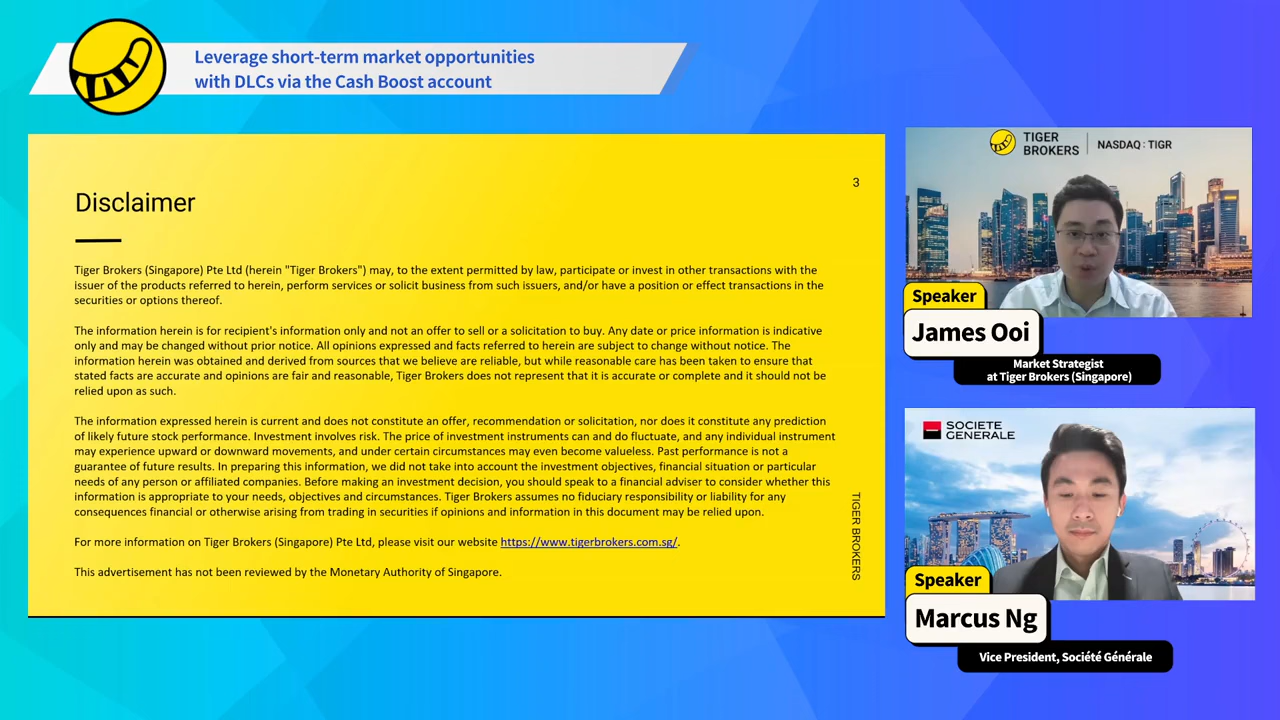 Leverage short-term market opportunities
with DLCs via the Cash Boost account
3
Disclaimer
Tiger Brokers (Singapore) Pte Ltd (herein "Tiger Brokers") may, to the extent permitted by law, participate or invest in other transactions with the
issuer of the products referred to herein, perform services or solicit business from such issuers, and/or have a position or effect transactions in the
securities or options thereof.
The information herein is for recipient's information only and not an offer to sell or a solicitation to buy. Any date or price information is indicative
only and may be changed without prior notice. All opinions expressed and facts referred to herein are subject to change without notice. The
information herein was obtained and derived from sources that we believe are reliable, but while reasonable care has been taken to ensure that
stated facts are accurate and opinions are fair and reasonable, Tiger Brokers does not represent that it is accurate or complete and it should not be
relied upon as such.
The information expressed herein is current and does not constitute an offer, recommendation or solicitation, nor does it constitute any prediction
of likely future stock performance. Investment involves risk. The price of investment instruments can and do fluctuate, and any individual instrument
may experience upward or downward movements, and under certain circumstances may even become valueless. Past performance is not a
guarantee of future results. In preparing this information, we did not take into account the investment objectives, financial situation or particular
needs of any person or affiliated companies. Before making an investment decision, you should speak to a financial adviser to consider whether this
information is appropriate to your needs, objectives and circumstances. Tiger Brokers assumes no fiduciary responsibility or liability for any
consequences financial or otherwise arising from trading in securities if opinions and information in this document may be relied upon.
For more information on Tiger Brokers (Singapore) Pte Ltd, please visit our website https://www.tigerbrokers.com.sg/.
This advertisement has not been reviewed by the Monetary Authority of Singapore.
TIGER BROKERS
TIGER
BROKERS
NASDAQ : TIGR
Speaker
James Ooi
Market Strategist
at Tiger Brokers (Singapore)
SOCIETE
GENERALE
Speaker
Marcus Ng
Vice President, Société Générale